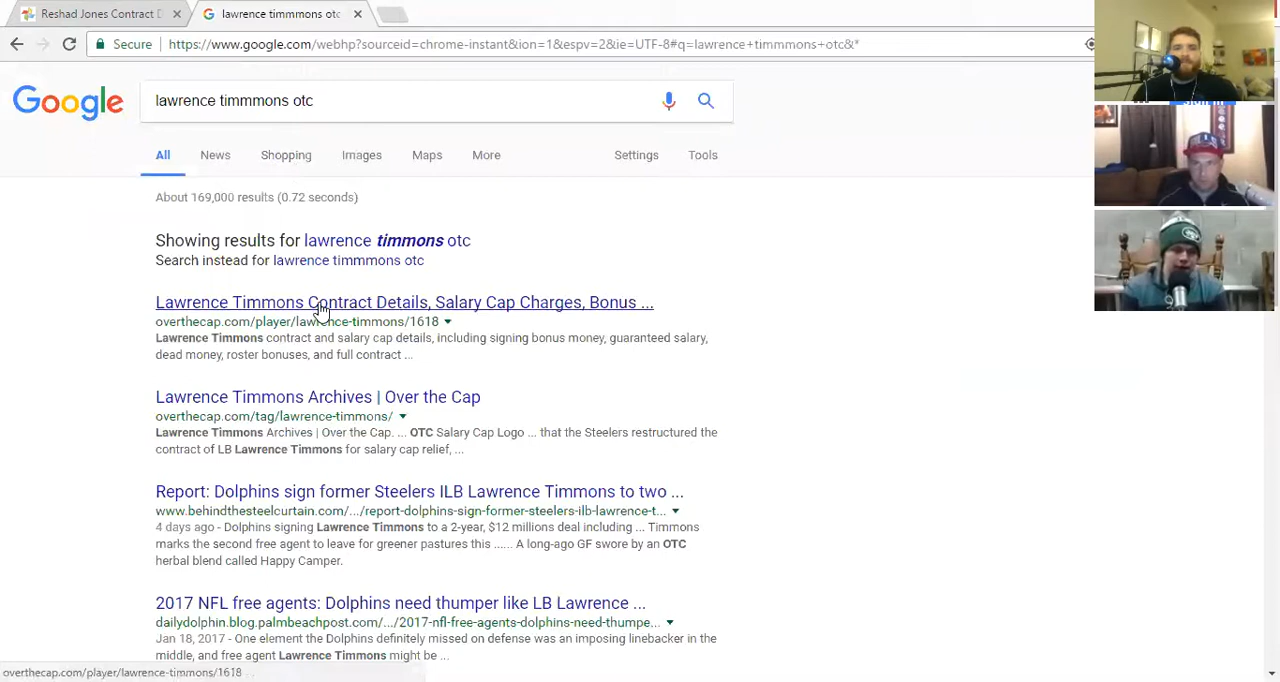 Reshad Jones Contract D
lawrence timmmons otc
Secure
https://www.google.com/webhp?sourceid=chrome-instant&ion=1&espv=2&ie=UTF-8#q=lawrence+timmmons+otc&*
Google
lawrence timmmons otc
All
News
Shopping
Images
Maps
More
Settings
Tools
About 169,000 results (0.72 seconds)
Showing results for lawrence timmons otc
Search instead for lawrence timmmons otc
Lawrence Timmons Contract Details, Salary Cap Charges, Bonus ...
overthecap.com/player/lawrence-timmons/1618
Lawrence Timmons contract and salary cap details, including signing bonus money, guaranteed salary,
dead money, roster bonuses, and full contract ...
Lawrence Timmons Archives | Over the Cap
overthecap.com/tag/lawrence-timmons/
Lawrence Timmons Archives | Over the Cap. ... OTC Salary Cap Logo ... that the Steelers restructured the
contract of LB Lawrence Timmons for salary cap relief, ...
Report: Dolphins sign former Steelers ILB Lawrence Timmons to two ...
www.behindthesteelcurtain.com/.../report-dolphins-sign-former-steelers-ilb-lawrence-t...
4 days ago - Dolphins signing Lawrence Timmons to a 2-year, $12 millions deal including ... Timmons
marks the second free agent to leave for greener pastures this ...... A long-ago GF swore by an OTC
herbal blend called Happy Camper.
2017 NFL free agents: Dolphins need thumper like LB Lawrence ...
dailydolphin.blog.palmbeachpost.com/.../2017-nfl-free-agents-dolphins-need-thumpe...
Jan 18, 2017 - One element the Dolphins definitely missed on defense was an imposing linebacker in the
middle, and free agent Lawrence Timmons might be ...
overthecap.com/player/lawrence-timmons/1618